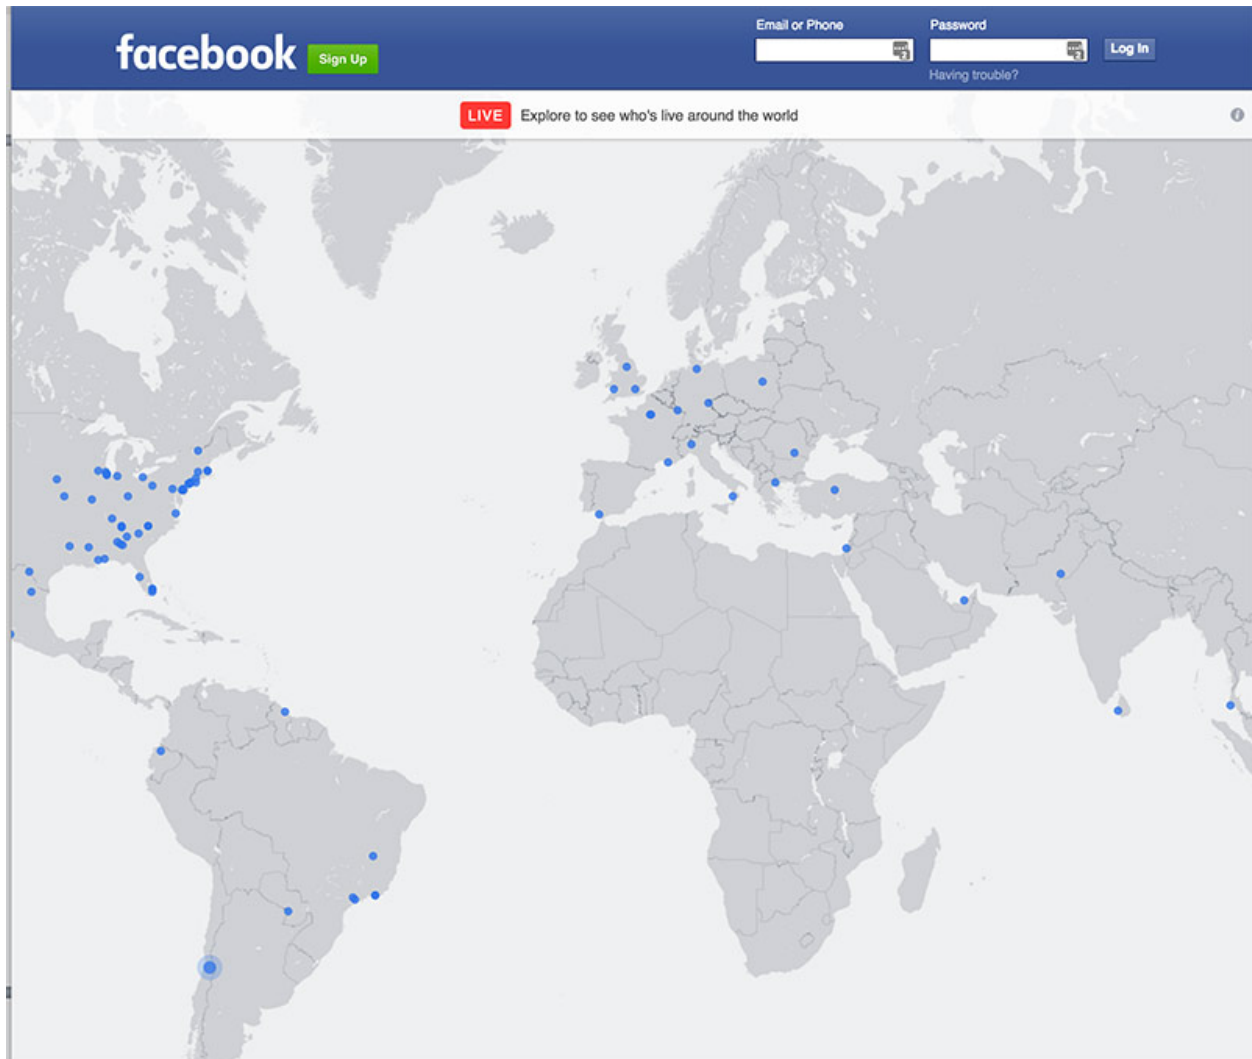 facebook
Sign Up
Email or Phone
Password
Log In
Having trouble?
LIVE Explore to see who's live around the world